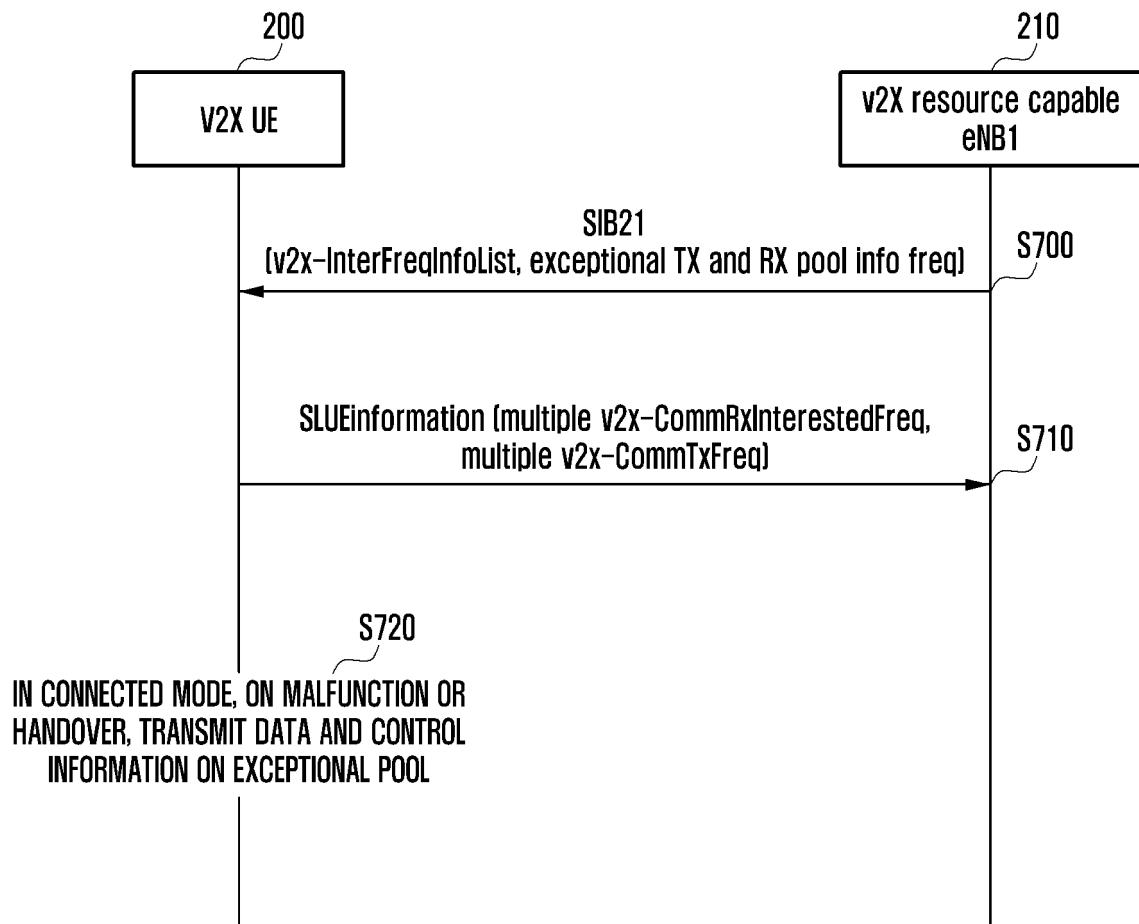 200
210
V2X UE
v2X resource capable
eNB1
SIB21
(v2x-InterFreqInfoList, exceptional TX and RX pool info freq)
S700
SLUEinformation (multiple v2x-CommRxInterestedFreq,
multiple v2x-CommTxFreq)
S710
S720
IN CONNECTED MODE, ON MALFUNCTION OR
HANDOVER, TRANSMIT DATA AND CONTROL
INFORMATION ON EXCEPTIONAL POOL